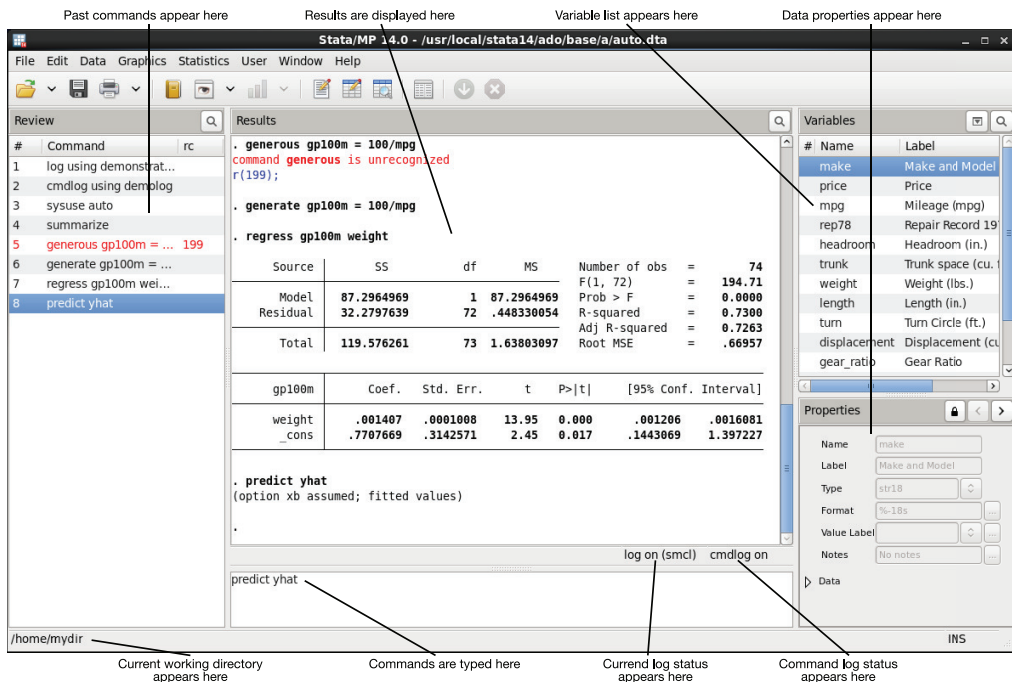 Past commands appear here
Results are displayed here
Variable list appears here
Data properties appear here
Stata/MP 14.0 - /usr/local/stata14/ado/base/a/auto.dta
File Edit Data Graphics Statistics User Window Help
Review
# Command rc
1 log using demonstrat...
2 cmdlog using demolog
3 sysuse auto
4 summarize
5 generous gp100m = ... 199
6 generate gp100m = ...
7 regress gp100m wei...
8 predict yhat
Results
. generous gp100m = 100/mpg
command generous is unrecognized
r(199);
. generate gp100m = 100/mpg
. regress gp100m weight
Source SS df MS Number of obs = 74
F(1, 72) = 194.71
Model 87.2964969 1 87.2964969 Prob > F = 0.0000
Residual 32.2797639 72 .448330054 R-squared = 0.7300
Adj R-squared = 0.7263
Total 119.576261 73 1.63803097 Root MSE = .66957
gp100m Coef. Std. Err. t P>|t| [95% Conf. Interval]
weight .001407 .0001008 13.95 0.000 .001206 .0016081
_cons .7707669 .3142571 2.45 0.017 .1443069 1.397227
. predict yhat
(option xb assumed; fitted values)
.
log on (smcl) cmdlog on
predict yhat
Variables
# Name Label
make Make and Model
price Price
mpg Mileage (mpg)
rep78 Repair Record 19
headroom Headroom (in.)
trunk Trunk space (cu. f
weight Weight (lbs.)
length Length (in.)
turn Turn Circle (ft.)
displacement Displacement (cu
gear_ratio Gear Ratio
Properties
Name make
Label Make and Model
Type str18
Format %-18s ...
Value Label ...
Notes No notes ...
Data
/home/mydir
INS
Current working directory
appears here
Commands are typed here
Currend log status
appears here
Command log status
appears here